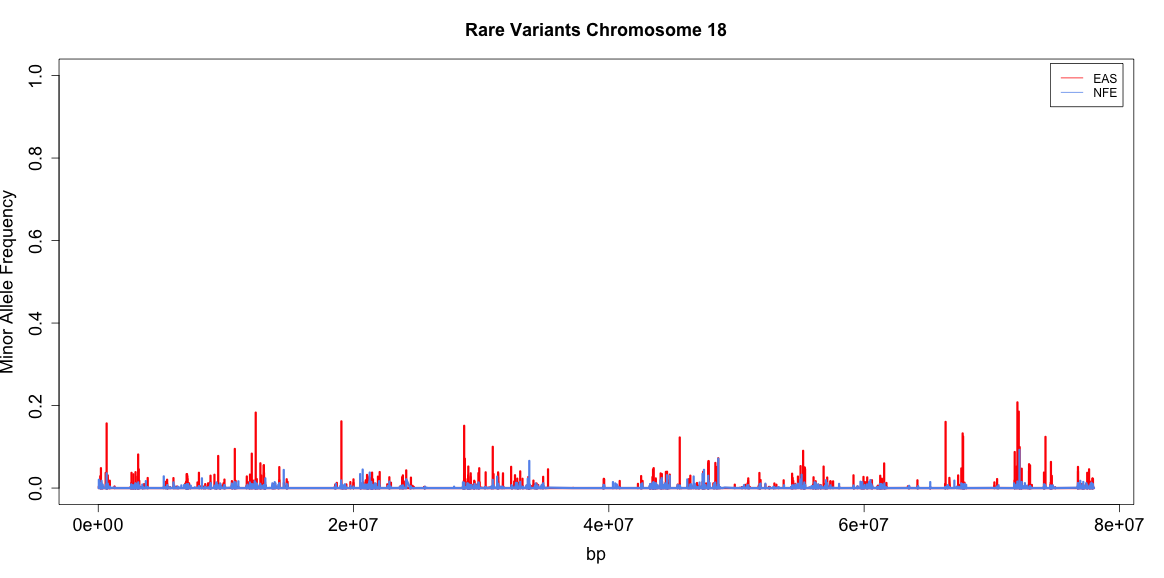 Rare Variants Chromosome 18
EAS
NFE
Minor Allele Frequency
1.0
0.8
0.6
0.4
0.2
0.0
0e+00 2e+07 4e+07 6e+07 8e+07
bp